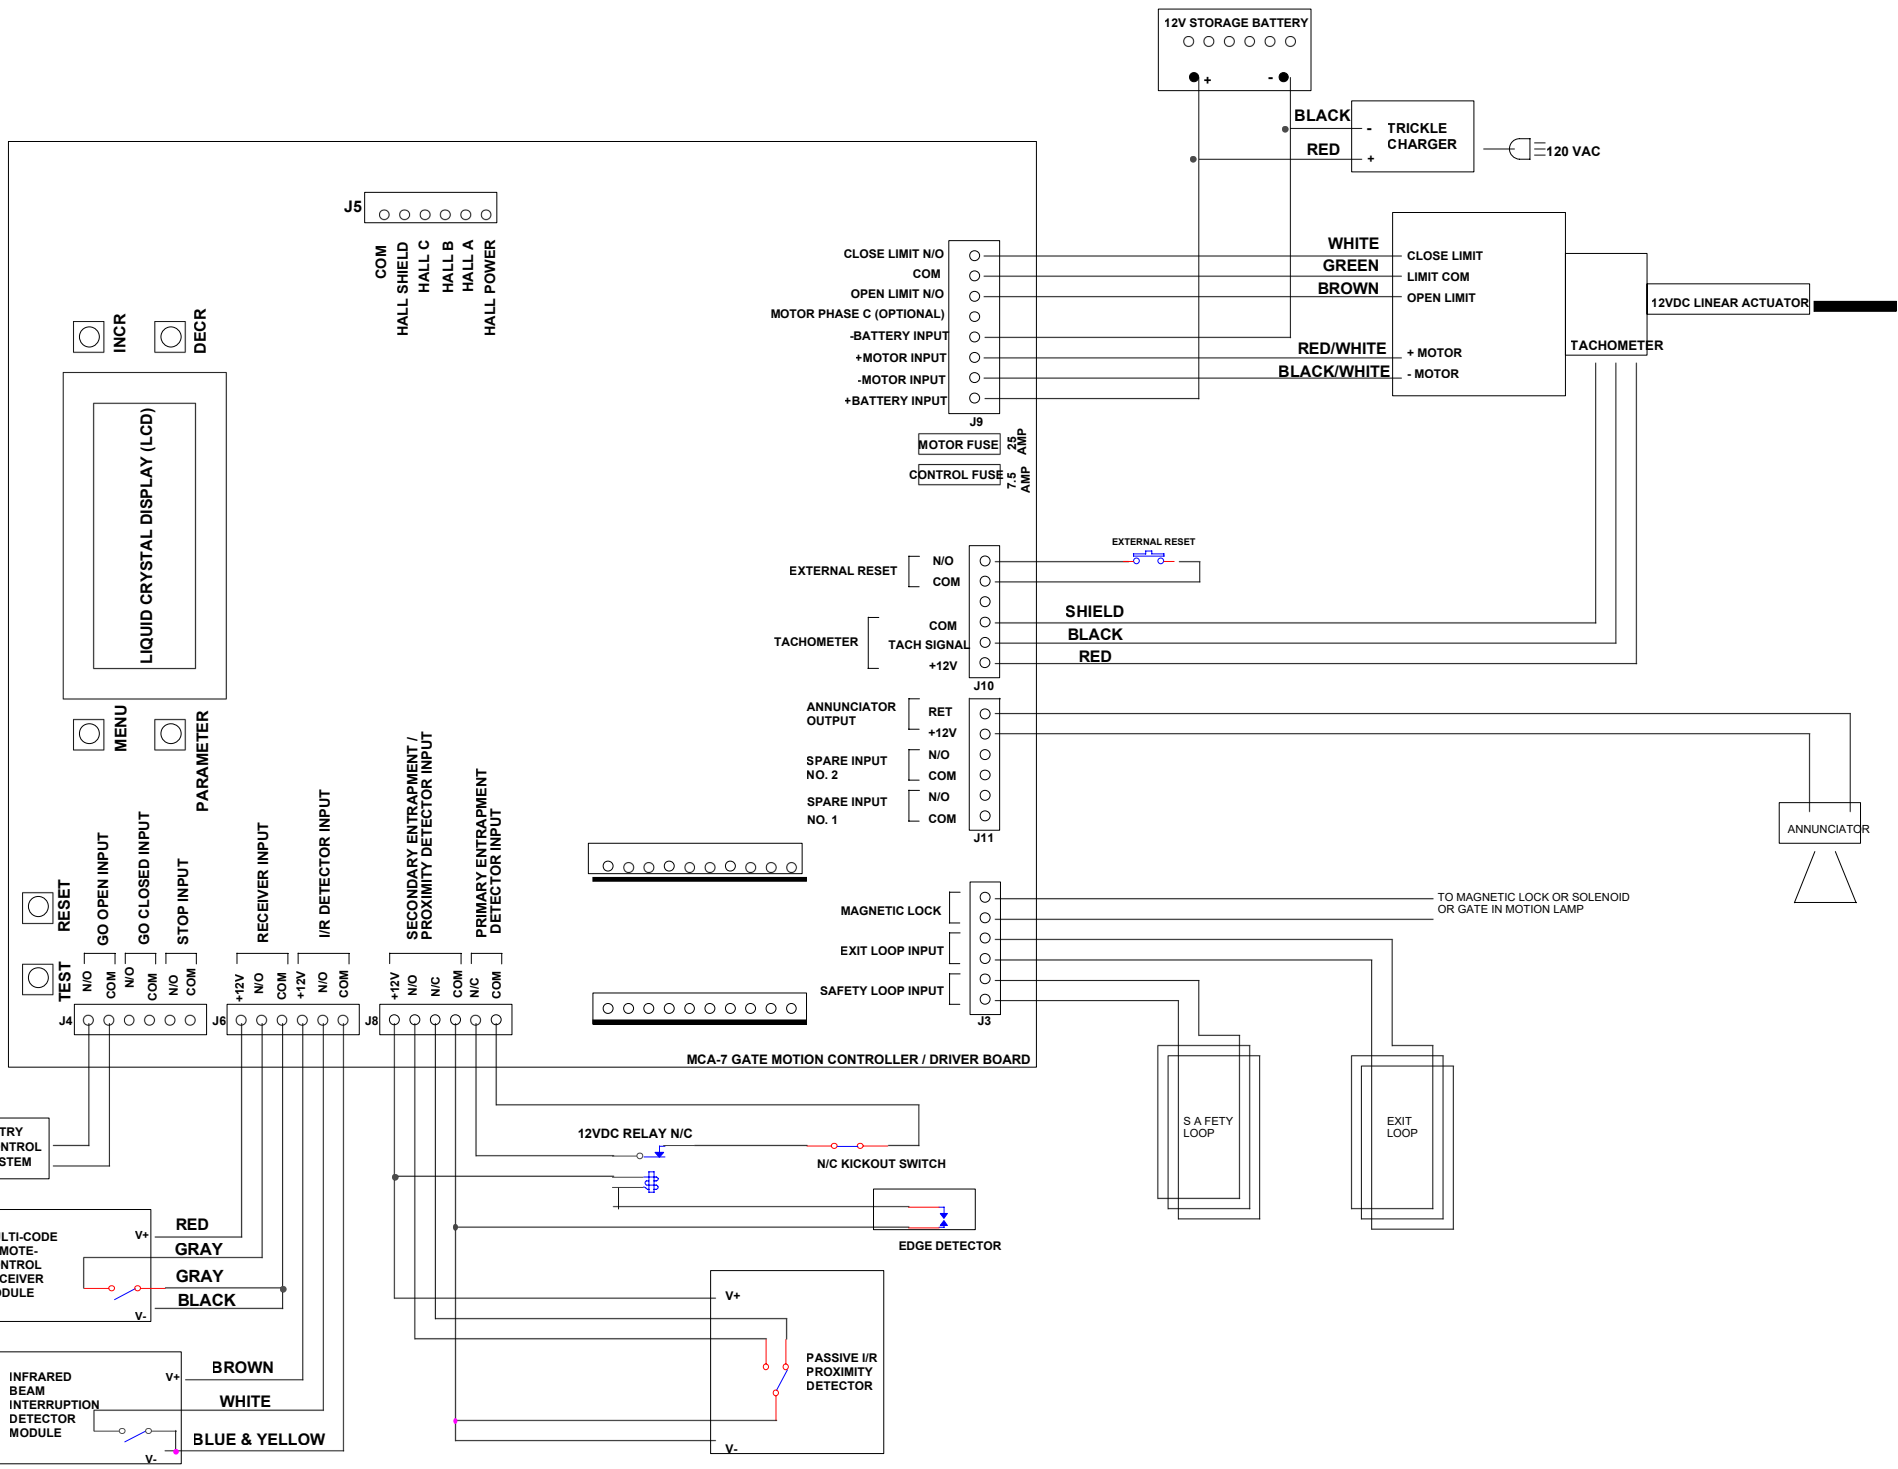 12V STORAGE BATTERY
+ -
BLACK
RED
- TRICKLE
+ CHARGER
120 VAC
J5
COM
HALL SHIELD
HALL C
HALL B
HALL A
HALL POWER
INCR
DECR
LIQUID CRYSTAL DISPLAY (LCD)
MENU
PARAMETER
RESET
TEST
CLOSE LIMIT N/O
COM
OPEN LIMIT N/O
MOTOR PHASE C (OPTIONAL)
-BATTERY INPUT
+MOTOR INPUT
-MOTOR INPUT
+BATTERY INPUT
J9
WHITE
GREEN
BROWN
RED/WHITE
BLACK/WHITE
CLOSE LIMIT
LIMIT COM
OPEN LIMIT
+ MOTOR
- MOTOR
TACHOMETER
12VDC LINEAR ACTUATOR
MOTOR FUSE
25
AMP
CONTROL FUSE
7.5
AMP
EXTERNAL RESET
N/O
COM
EXTERNAL RESET
TACHOMETER
COM
TACH SIGNAL
+12V
J10
SHIELD
BLACK
RED
ANNUNCIATOR
OUTPUT
RET
+12V
SPARE INPUT
NO. 2
N/O
COM
SPARE INPUT
NO. 1
N/O
COM
J11
ANNUNCIATOR
MAGNETIC LOCK
EXIT LOOP INPUT
SAFETY LOOP INPUT
J3
TO MAGNETIC LOCK OR SOLENOID
OR GATE IN MOTION LAMP
S A FETY
LOOP
EXIT
LOOP
GO OPEN INPUT
GO CLOSED INPUT
STOP INPUT
N/O
COM
N/O
COM
N/O
COM
J4
RECEIVER INPUT
I/R DETECTOR INPUT
+12V
N/O
COM
+12V
N/O
COM
J6
SECONDARY ENTRAPMENT /
PROXIMITY DETECTOR INPUT
PRIMARY ENTRAPMENT
DETECTOR INPUT
+12V
N/O
N/C
COM
N/C
COM
J8
MCA-7 GATE MOTION CONTROLLER / DRIVER BOARD
TRY
NTROL
STEM
12VDC RELAY N/C
N/C KICKOUT SWITCH
EDGE DETECTOR
LTI-CODE
MOTE-
NTROL
CEIVER
DULE
V+
V-
RED
GRAY
GRAY
BLACK
INFRARED
BEAM
INTERRUPTION
DETECTOR
MODULE
V+
V-
BROWN
WHITE
BLUE & YELLOW
V+
PASSIVE I/R
PROXIMITY
DETECTOR
V-